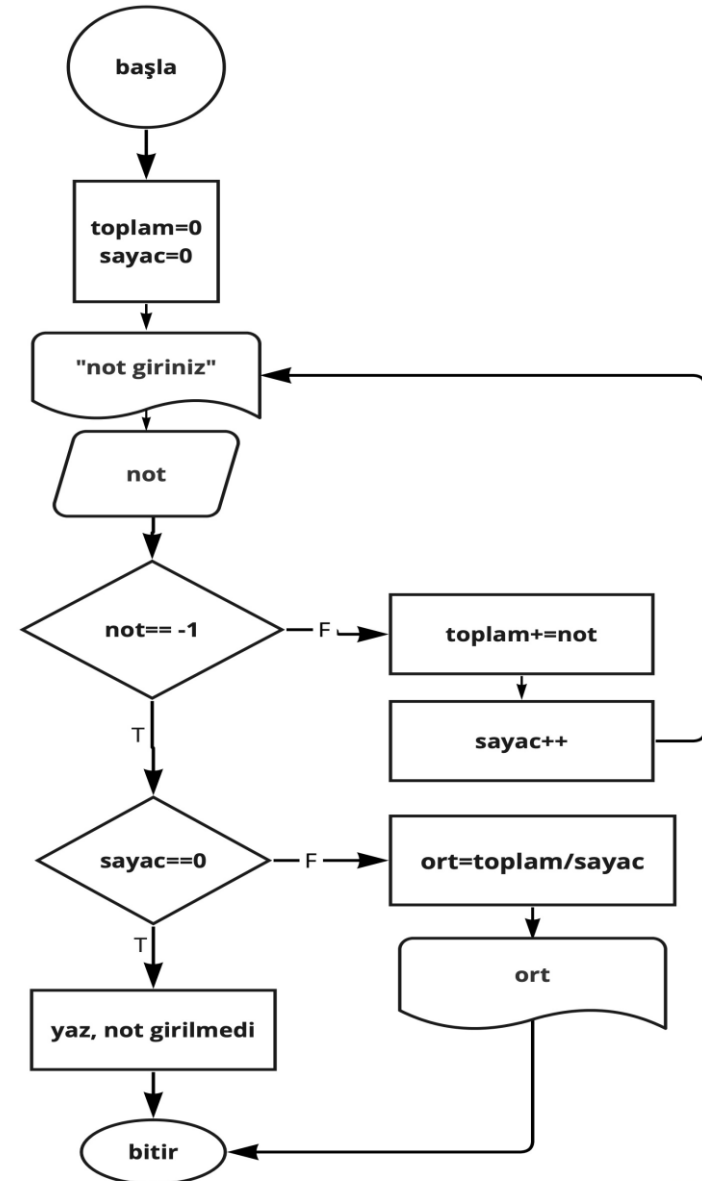 başla
toplam=0
sayac=0
"not giriniz"
not
not== -1
F
toplam+=not
T
sayac++
sayac==0
F
ort=toplam/sayac
T
ort
yaz, not girilmedi
bitir